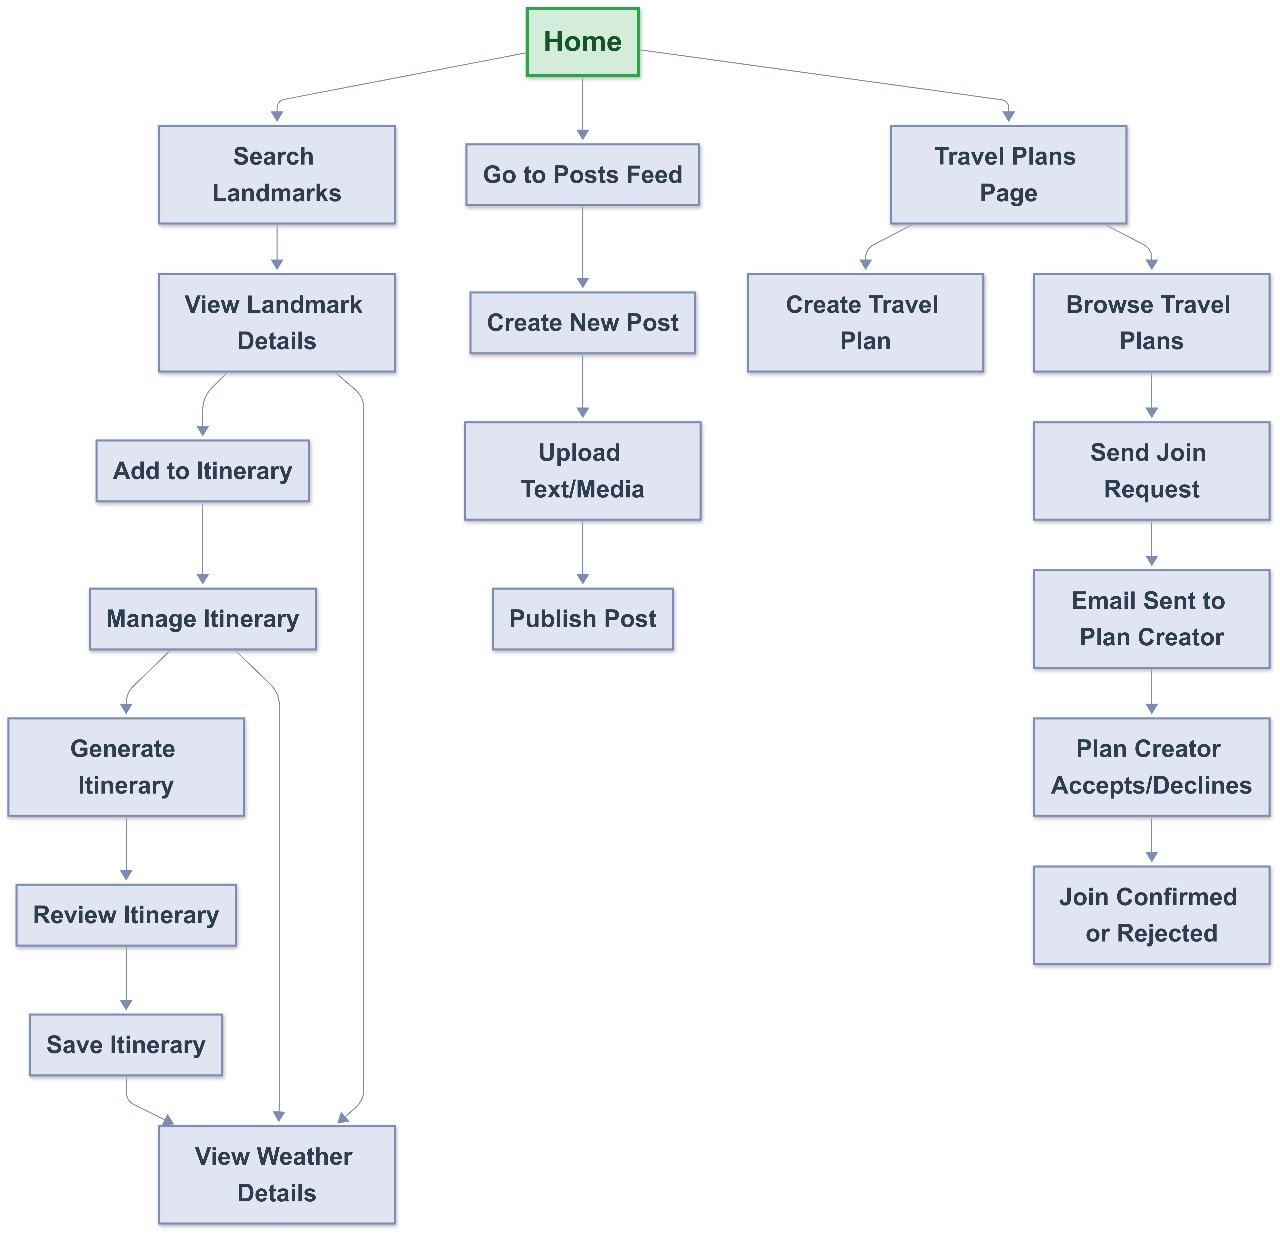 Home
Search
Landmarks
Go to Posts Feed
Travel Plans
Page
View Landmark
Details
Create New Post
Create Travel
Plan
Browse Travel
Plans
Add to Itinerary
Upload
Text/Media
Send Join
Request
Manage Itinerary
Publish Post
Email Sent to
Plan Creator
Generate
Itinerary
Plan Creator
Accepts/Declines
Review Itinerary
Join Confirmed
or Rejected
Save Itinerary
View Weather
Details